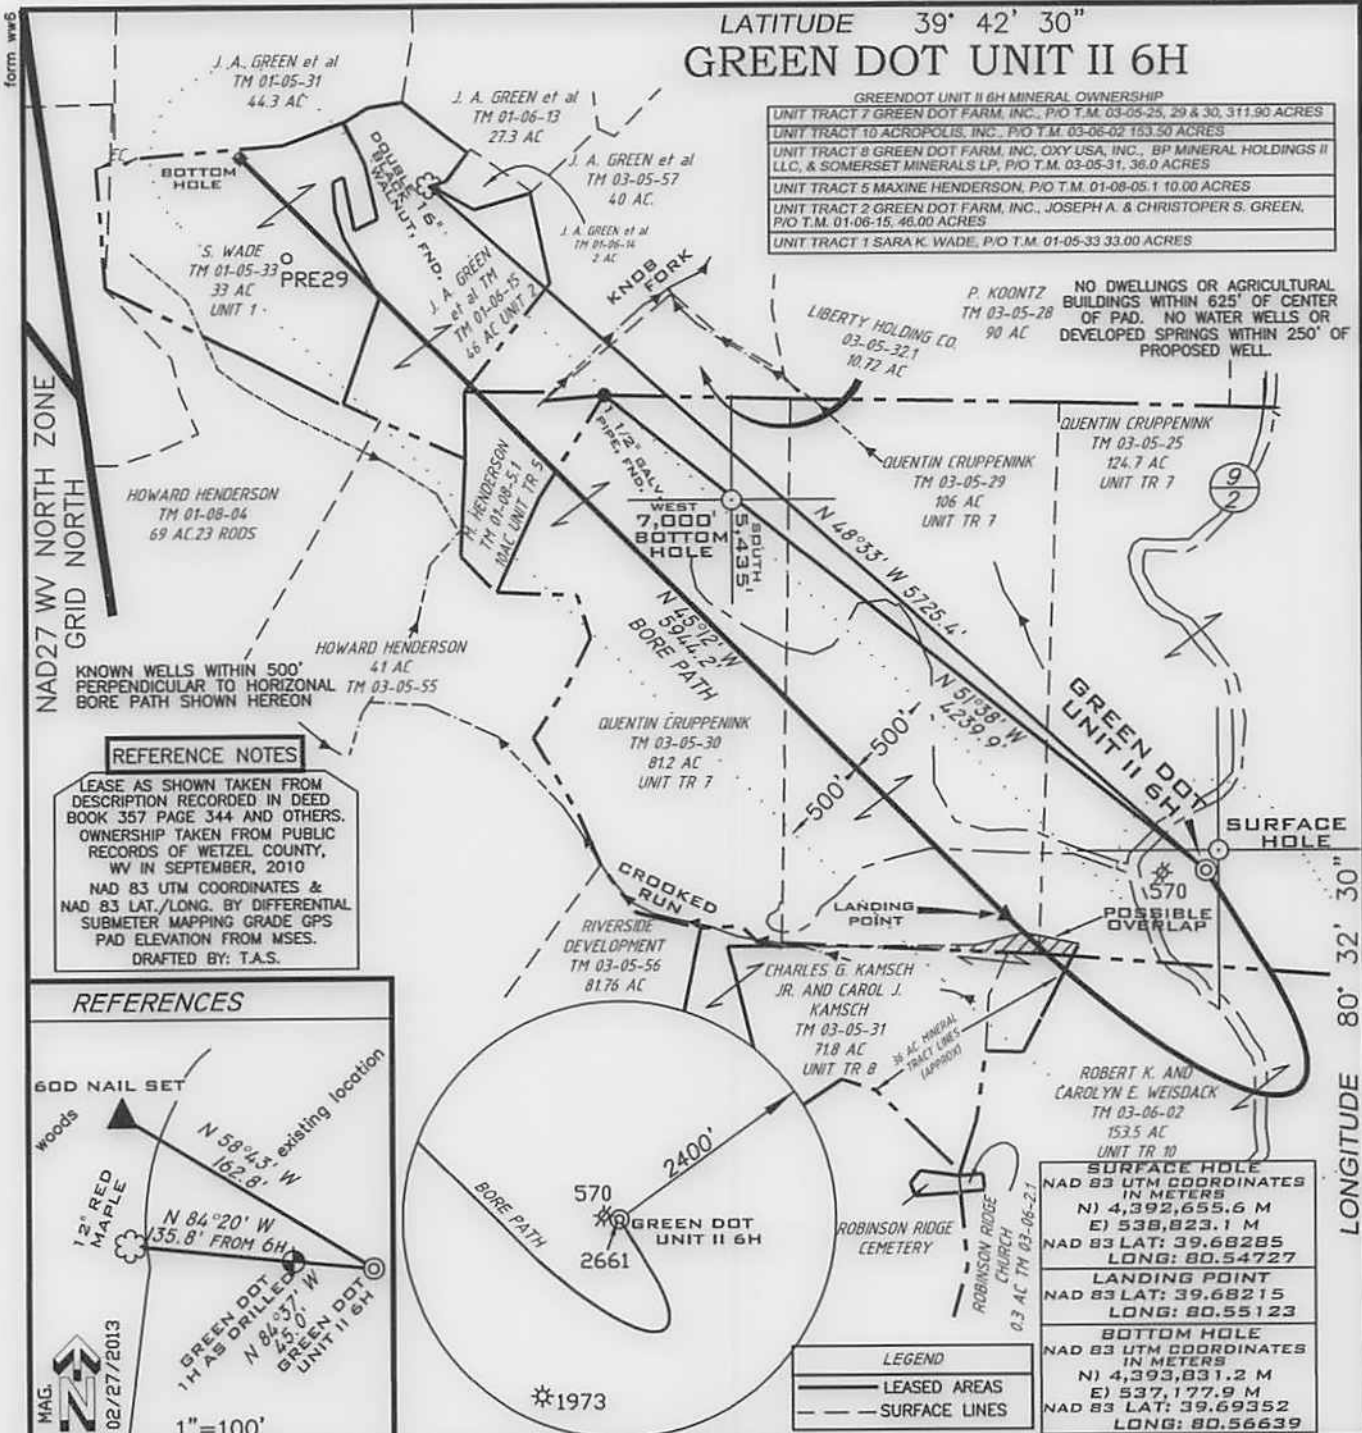 form ww6
LATITUDE 39° 42' 30"
GREEN DOT UNIT II 6H
GREENDOT UNIT II 6H MINERAL OWNERSHIP
UNIT TRACT 7 GREEN DOT FARM, INC., P/O T.M. 03-05-25, 29 & 30, 311.90 ACRES
UNIT TRACT 10 ACROPOLIS, INC., P/O T.M. 03-06-02 153.50 ACRES
UNIT TRACT 8 GREEN DOT FARM, INC, OXY USA, INC., BP MINERAL HOLDINGS II
LLC, & SOMERSET MINERALS LP, P/O T.M. 03-05-31, 36.0 ACRES
UNIT TRACT 5 MAXINE HENDERSON, P/O T.M. 01-08-05.1 10.00 ACRES
UNIT TRACT 2 GREEN DOT FARM, INC., JOSEPH A. & CHRISTOPER S. GREEN,
P/O T.M. 01-06-15, 46.00 ACRES
UNIT TRACT 1 SARA K. WADE, P/O T.M. 01-05-33 33.00 ACRES
J. A. GREEN et al
TM 01-05-31
44.3 AC
J. A. GREEN et al
TM 01-06-13
27.3 AC
J. A. GREEN et al
TM 03-05-57
40 AC.
J. A. GREEN et al
TM 01-06-14
2 AC
BOTTOM
HOLE
DOUBLE
BLACK 16"
WALNUT, FND.
S. WADE
TM 01-05-33
33 AC
UNIT 1
PRE29
J. A. GREEN
et al TM
TM 01-06-15
46 AC UNIT 2
KNOB
FORK
LIBERTY HOLDING CO.
03-05-32.1
10.72 AC
P. KOONTZ
TM 03-05-28
90 AC
NO DWELLINGS OR AGRICULTURAL
BUILDINGS WITHIN 625' OF CENTER
OF PAD. NO WATER WELLS OR
DEVELOPED SPRINGS WITHIN 250' OF
PROPOSED WELL.
NAD27 WV NORTH ZONE
GRID NORTH
HOWARD HENDERSON
TM 01-08-04
69 AC.23 RODS
M. HENDERSON
TM 01-08-5.1
10AC UNIT TR 5
1 1/2" GALV.
PIPE, FND.
WEST
7,000'
BOTTOM
HOLE
SOUTH
5,435'
QUENTIN CRUPPENINK
TM 03-05-29
106 AC
UNIT TR 7
QUENTIN CRUPPENINK
TM 03-05-25
124.7 AC
UNIT TR 7
9
2
N 48°33' W 5725.4'
N 45°12' W
5944.2'
BORE PATH
N 51°38' W
4239.9'
KNOWN WELLS WITHIN 500'
PERPENDICULAR TO HORIZONAL
BORE PATH SHOWN HEREON
HOWARD HENDERSON
41 AC
TM 03-05-55
QUENTIN CRUPPENINK
TM 03-05-30
81.2 AC
UNIT TR 7
500'
500'
GREEN DOT
UNIT II 6H
SURFACE
HOLE
570
LANDING
POINT
POSSIBLE
OVERLAP
CROOKED
RUN
REFERENCE NOTES
LEASE AS SHOWN TAKEN FROM
DESCRIPTION RECORDED IN DEED
BOOK 357 PAGE 344 AND OTHERS.
OWNERSHIP TAKEN FROM PUBLIC
RECORDS OF WETZEL COUNTY,
WV IN SEPTEMBER, 2010
NAD 83 UTM COORDINATES &
NAD 83 LAT./LONG. BY DIFFERENTIAL
SUBMETER MAPPING GRADE GPS
PAD ELEVATION FROM MSES.
DRAFTED BY: T.A.S.
RIVERSIDE
DEVELOPMENT
TM 03-05-56
81.76 AC
CHARLES G. KAMSCH
JR. AND CAROL J.
KAMSCH
TM 03-05-31
71.8 AC
UNIT TR 8
36 AC MINERAL
TRACT LINES
(APPROX)
ROBERT K. AND
CAROLYN E. WEISDACK
TM 03-06-02
153.5 AC
UNIT TR 10
LONGITUDE 80° 32' 30"
REFERENCES
60D NAIL SET
woods
existing location
N 58°43' W
162.8'
12" RED
MAPLE
N 84°20' W
135.8' FROM 6H
GREEN DOT
1H AS DRILLED
N 84°37' W
45.0'
GREEN DOT
UNIT II 6H
MAG.
N
02/27/2013
1"=100'
2400'
BORE PATH
570
GREEN DOT
UNIT II 6H
2661
1973
ROBINSON RIDGE
CEMETERY
ROBINSON RIDGE
CHURCH
0.3 AC TM 03-06-2.1
LEGEND
LEASED AREAS
SURFACE LINES
SURFACE HOLE
NAD 83 UTM COORDINATES
IN METERS
N) 4,392,655.6 M
E) 538,823.1 M
NAD 83 LAT: 39.68285
LONG: 80.54727
LANDING POINT
NAD 83 LAT: 39.68215
LONG: 80.55123
BOTTOM HOLE
NAD 83 UTM COORDINATES
IN METERS
N) 4,393,831.2 M
E) 537,177.9 M
NAD 83 LAT: 39.69352
LONG: 80.56639